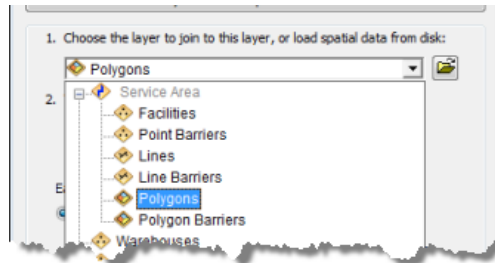 1. Choose the layer to join to this layer, or load spatial data from disk:
Polygons
2.
Service Area
Facilities
Point Barriers
Lines
Line Barriers
Polygons
Polygon Barriers
Warehouses